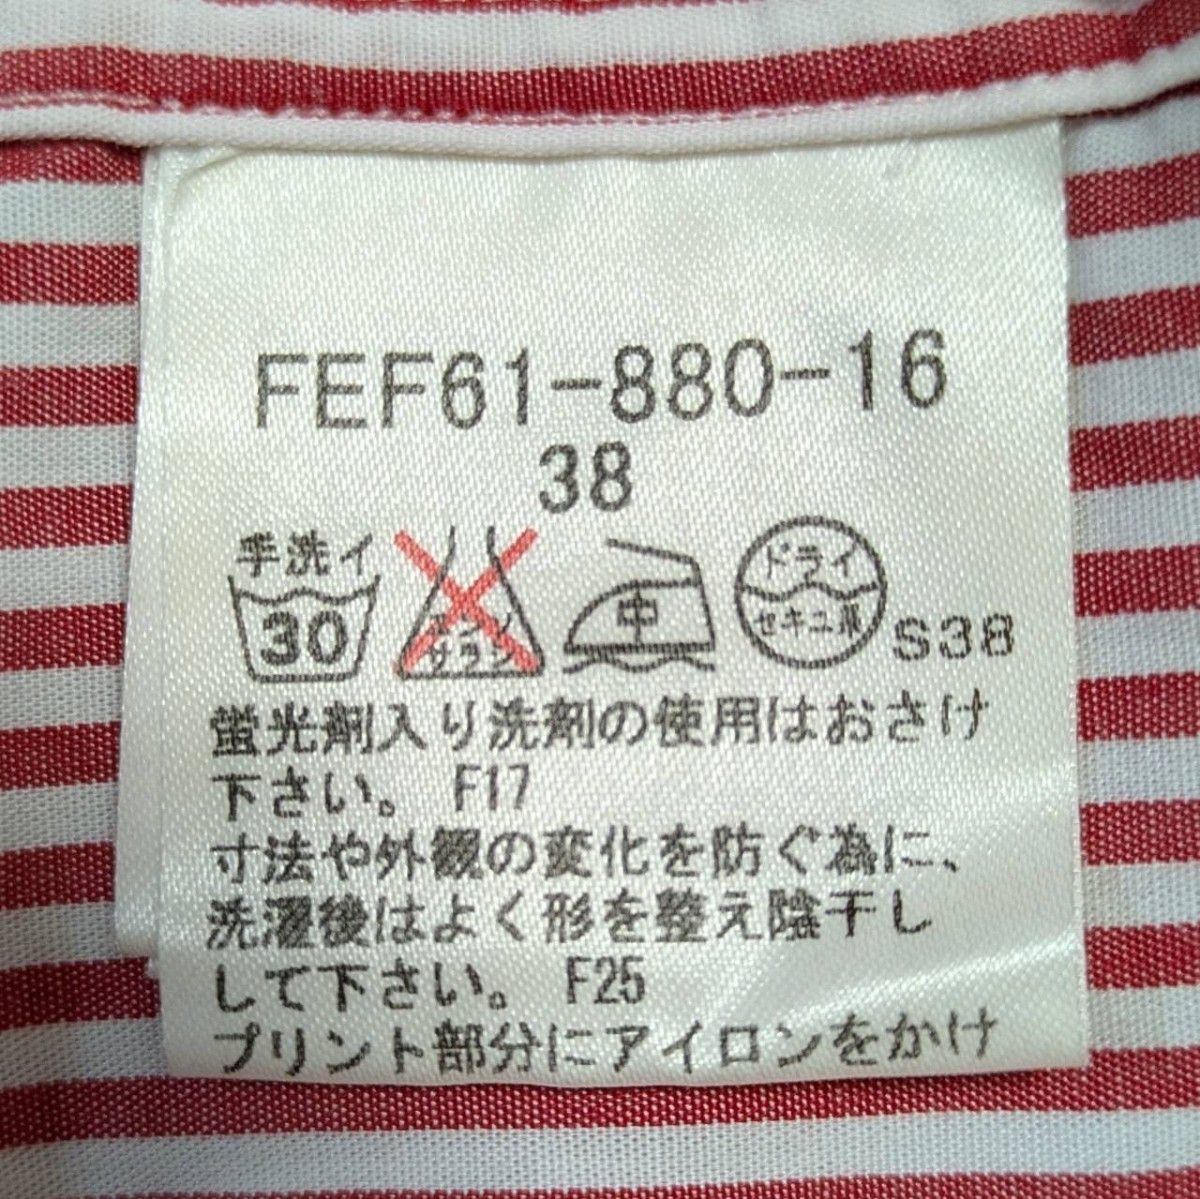 FEF61-880-16
38
手洗イ
30
エンソ
サラシ
中
ドライ
セキユ系
S38
蛍光剤入り洗剤の使用はおさけ
下さい。 F17
寸法や外観の変化を防ぐ為に、
洗濯後はよく形を整え陰干し
して下さい。 F25
プリント部分にアイロンをかけ